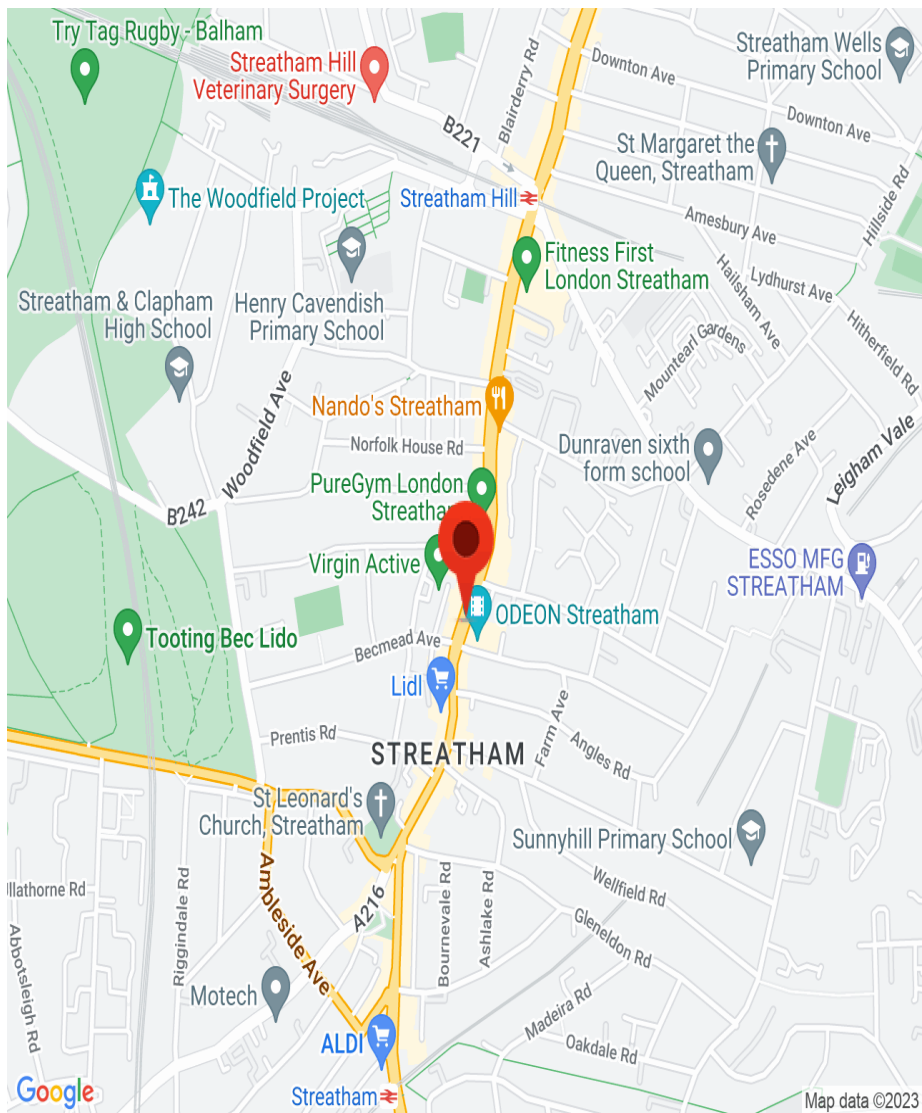 Try Tag Rugby - Balham
Streatham Hill
Veterinary Surgery
Blairderry Rd
Downton Ave
Streatham Wells
Primary School
B221
Downton Ave
St Margaret the
Queen, Streatham
The Woodfield Project
Streatham Hill
Amesbury Ave
Hillside Rd
Fitness First
London Streatham
Hailsham Ave
Lydhurst Ave
Streatham & Clapham
High School
Henry Cavendish
Primary School
Hitherfield Rd
Mountearl Gardens
Woodfield Ave
Nando's Streatham
Norfolk House Rd
Dunraven sixth
form school
Rosedene Ave
Leigham Vale
PureGym London
B242
Virgin Active
ESSO MFG
STREATHAM
ODEON Streatham
Tooting Bec Lido
Becmead Ave
Lidl
Farm Ave
Prentis Rd
STREATHAM
Angles Rd
St Leonard's
Church, Streatham
Sunnyhill Primary School
Ambleside Ave
A216
Wellfield Rd
Riggindale Rd
Bournevale Rd
Ashlake Rd
Gleneldon Rd
Abbotsleigh Rd
Motech
Madeira Rd
ALDI
Oakdale Rd
Streatham
Google
Map data ©2023